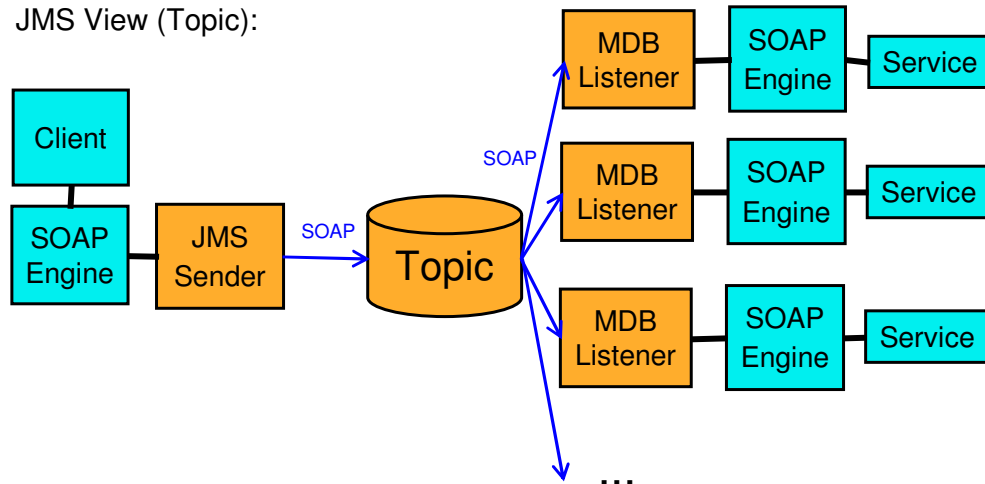 JMS View (Topic):
Client
SOAP
Engine
JMS
Sender
SOAP
Topic
SOAP
MDB
Listener
SOAP
Engine
Service
MDB
Listener
SOAP
Engine
Service
MDB
Listener
SOAP
Engine
Service
...